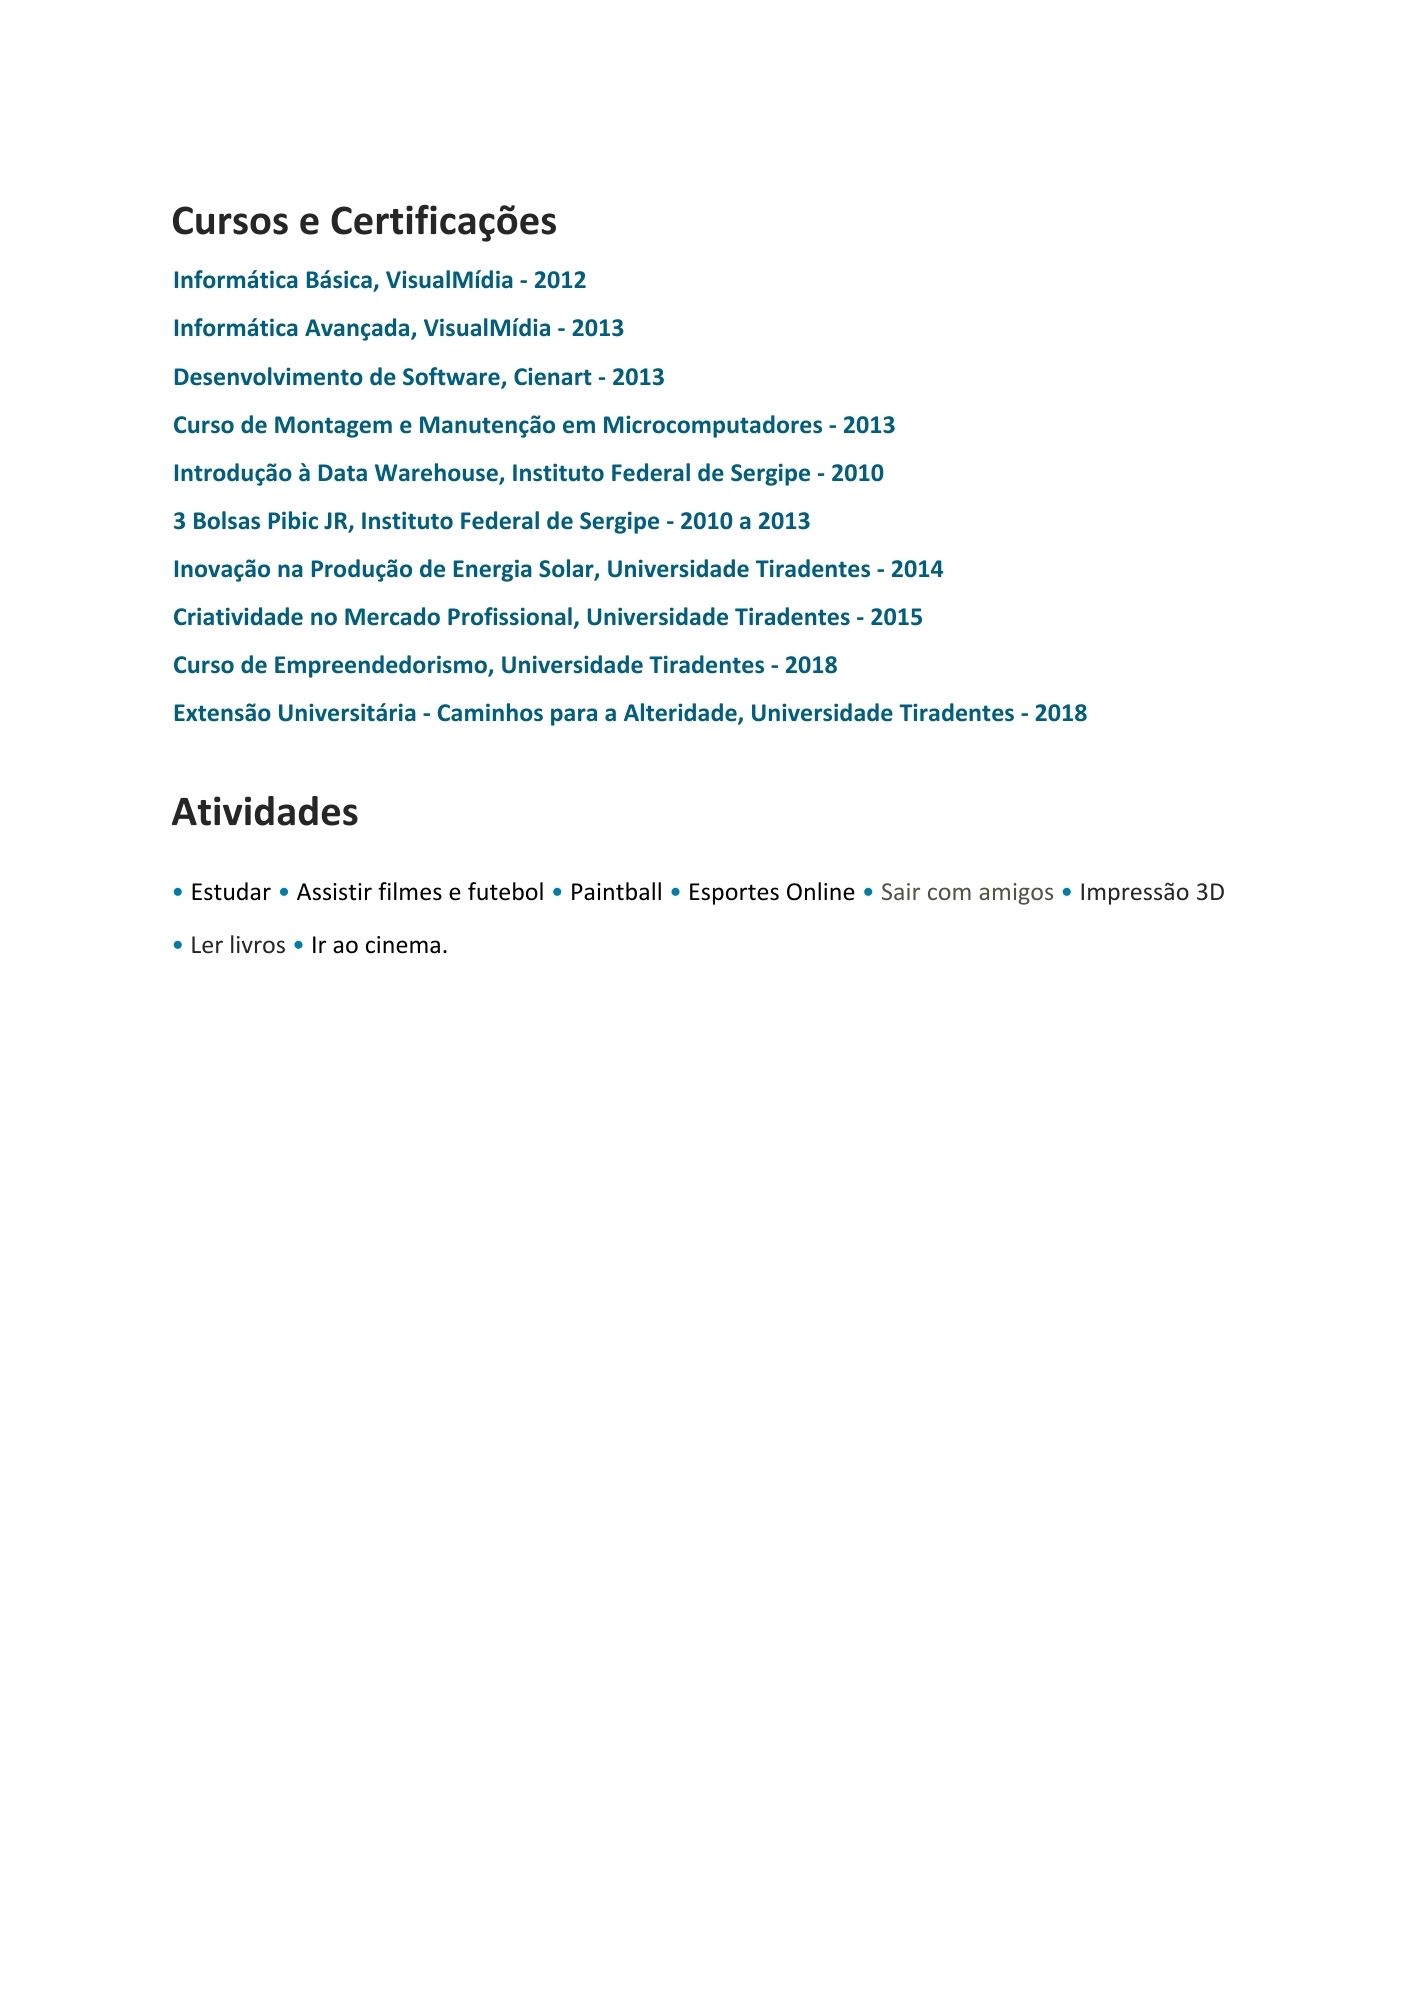 Cursos e Certificações
Informática Básica, VisualMídia - 2012
Informática Avançada, VisualMídia - 2013
Desenvolvimento de Software, Cienart - 2013
Curso de Montagem e Manutenção em Microcomputadores - 2013
Introdução à Data Warehouse, Instituto Federal de Sergipe - 2010
3 Bolsas Pibic JR, Instituto Federal de Sergipe - 2010 a 2013
Inovação na Produção de Energia Solar, Universidade Tiradentes - 2014
Criatividade no Mercado Profissional, Universidade Tiradentes - 2015
Curso de Empreendedorismo, Universidade Tiradentes - 2018
Extensão Universitária - Caminhos para a Alteridade, Universidade Tiradentes - 2018
Atividades
• Estudar • Assistir filmes e futebol • Paintball • Esportes Online • Sair com amigos • Impressão 3D
• Ler livros • Ir ao cinema.